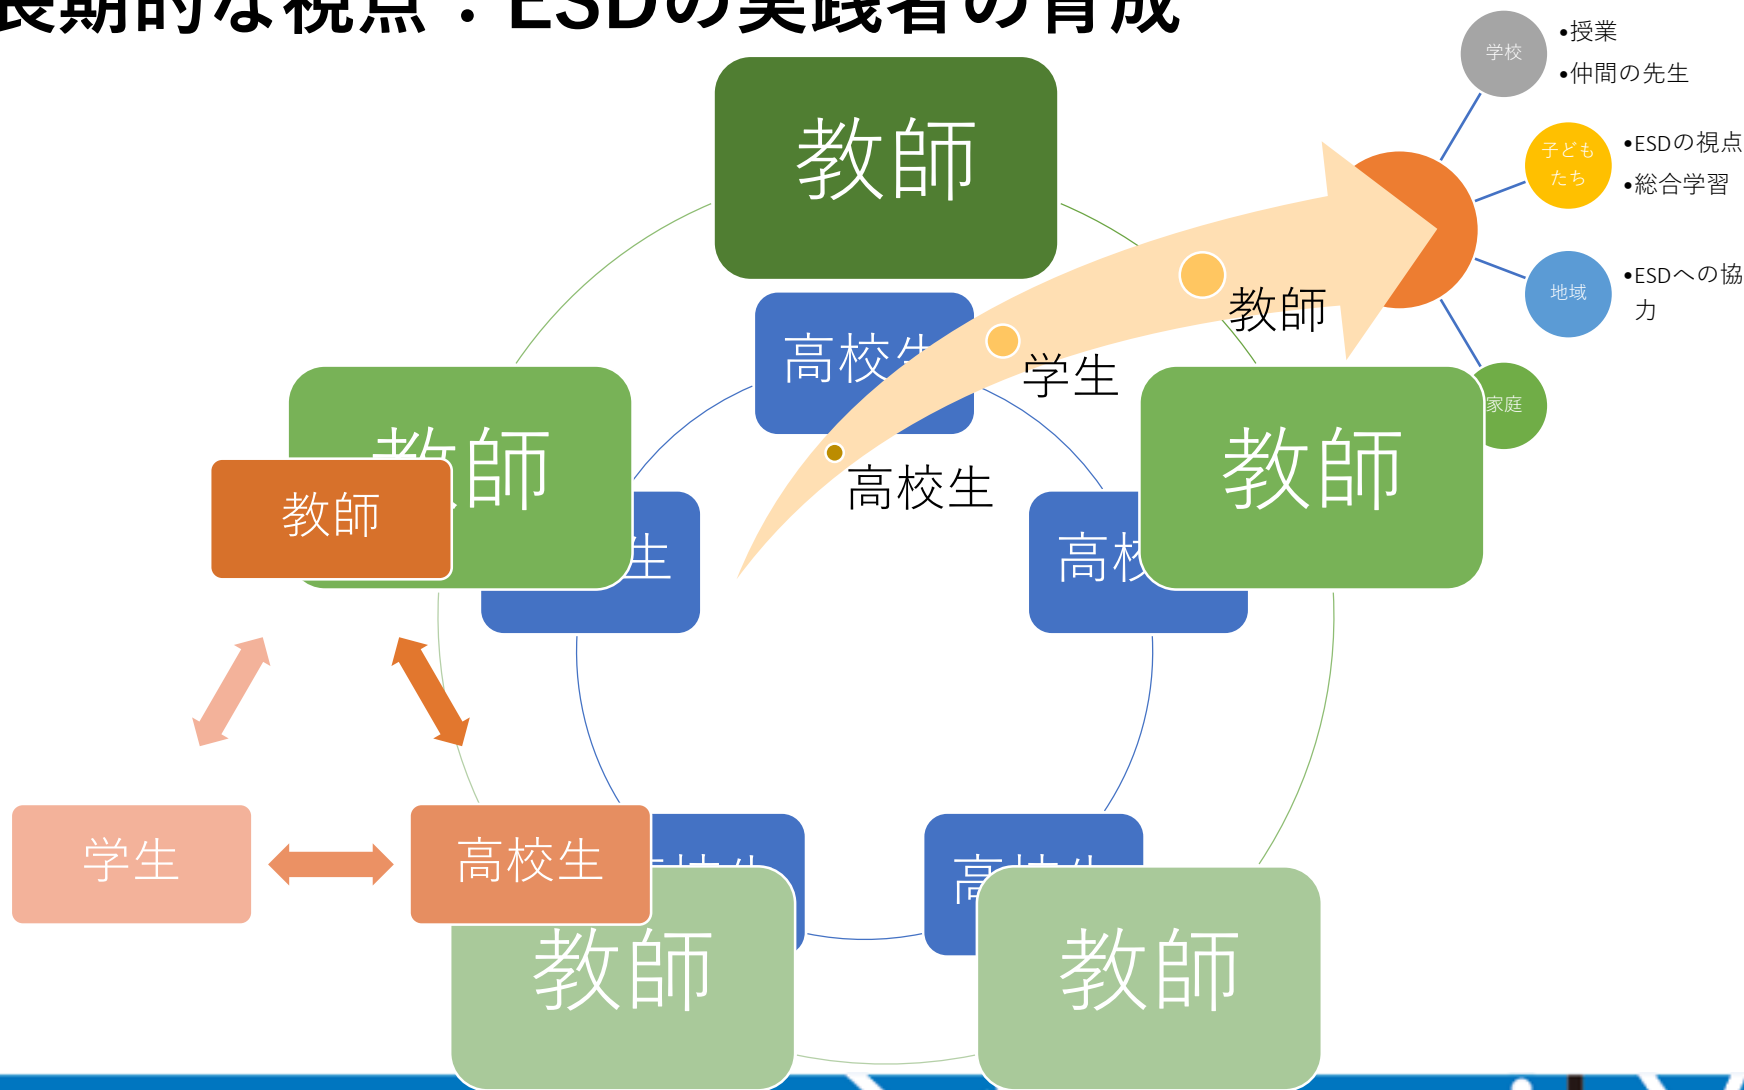 長期的な視点：ESDの実践者の育成
学校
•授業
•仲間の先生
教師
子ども
たち
•ESDの視点
•総合学習
地域
•ESDへの協
力
教師
高校生
学生
家庭
高校生
教師
教師
教師
生
高校
学生
高校生
教師
教師